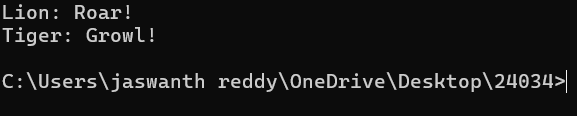 Lion: Roar!
Tiger: Growl!
C:\Users\jaswanth reddy\OneDrive\Desktop\24034>